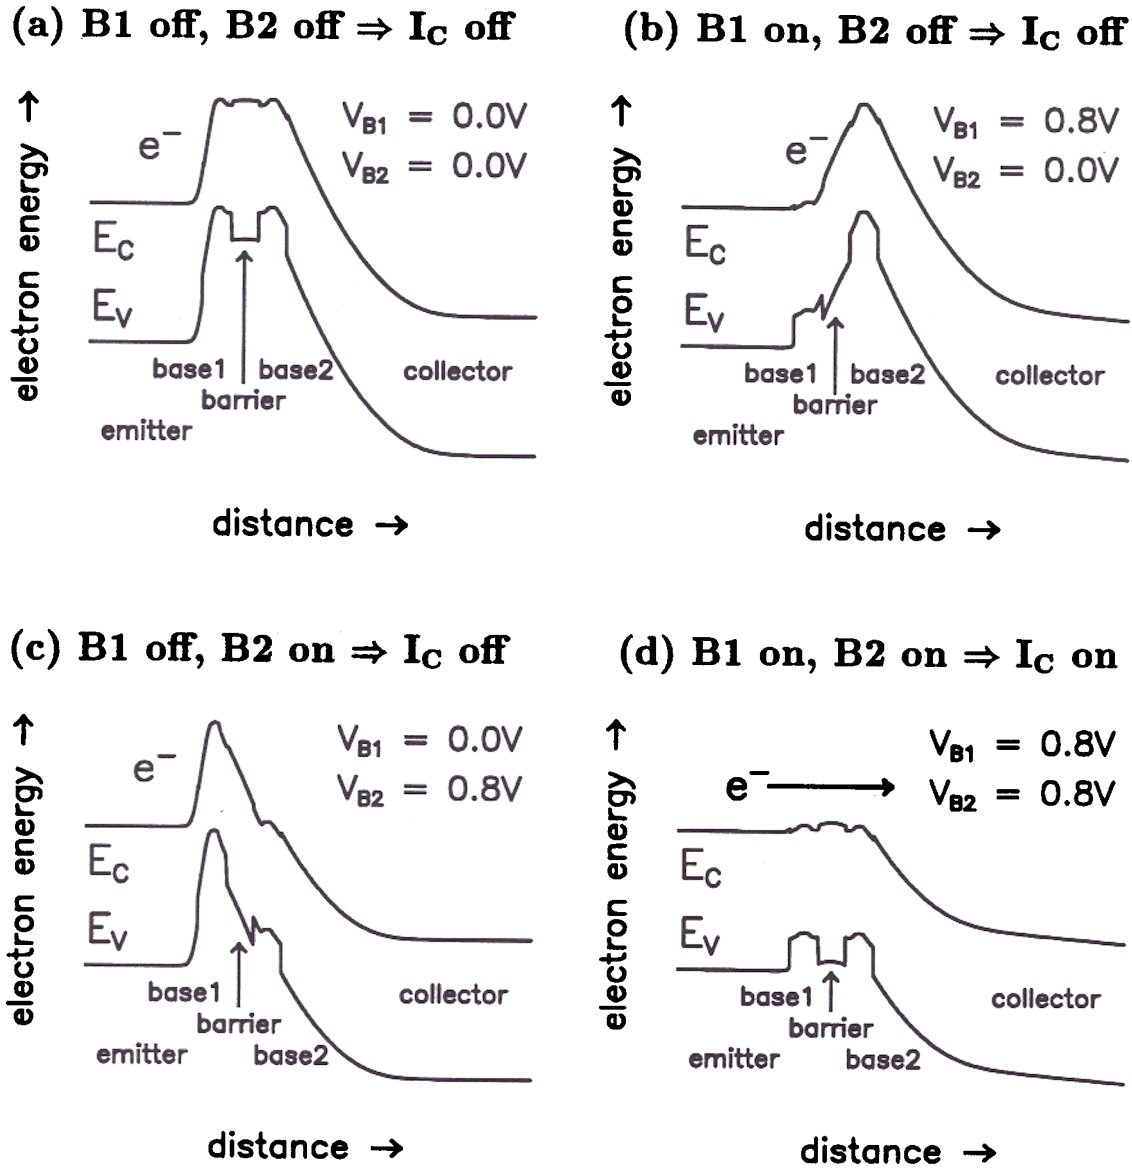 (a) B1 off, B2 off ⇒ I_C off
electron energy →
e⁻
V_B1 = 0.0V
V_B2 = 0.0V
E_C
E_V
base1
base2
collector
barrier
emitter
distance →
(b) B1 on, B2 off ⇒ I_C off
electron energy →
e⁻
V_B1 = 0.8V
V_B2 = 0.0V
E_C
E_V
base1
base2
collector
barrier
emitter
distance →
(c) B1 off, B2 on ⇒ I_C off
electron energy →
e⁻
V_B1 = 0.0V
V_B2 = 0.8V
E_C
E_V
base1
collector
barrier
emitter
base2
distance →
(d) B1 on, B2 on ⇒ I_C on
electron energy →
e⁻
V_B1 = 0.8V
V_B2 = 0.8V
E_C
E_V
base1
collector
barrier
emitter
base2
distance →